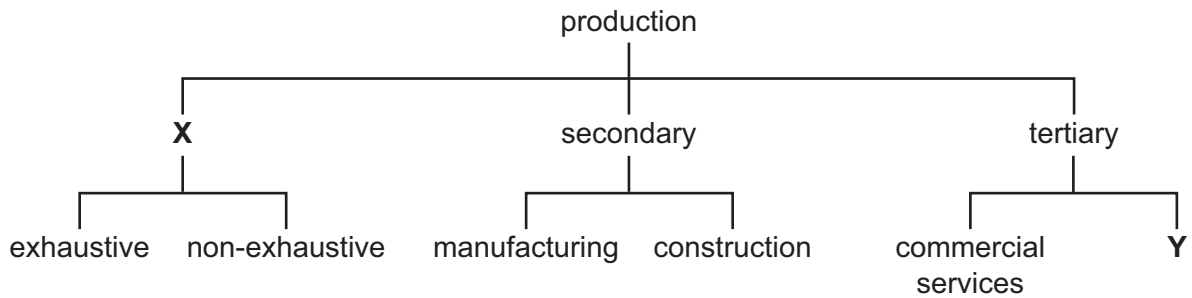 production
X
secondary
tertiary
exhaustive
non-exhaustive
manufacturing
construction
commercial
services
Y